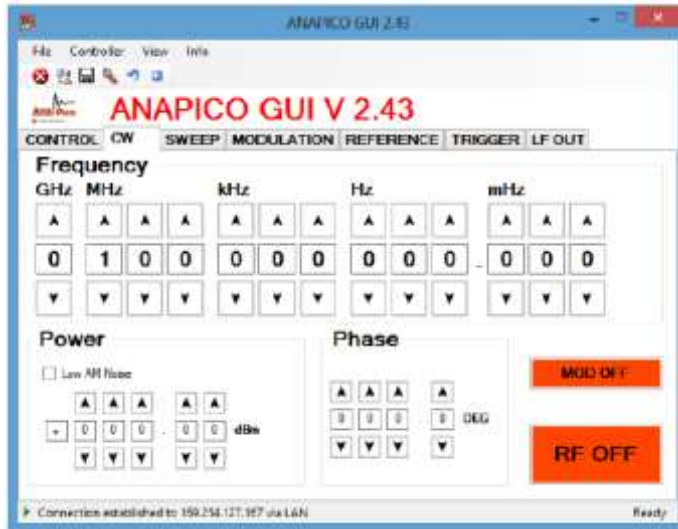 ANAPICO GUI 2.43
File Controller View Info
ANAPICO GUI V 2.43
CONTROL CW SWEEP MODULATION REFERENCE TRIGGER LF OUT
Frequency
GHz MHz kHz Hz mHz
0 1 0 0 0 0 0 0 0 0 . 0 0 0
Power Phase
Low AM Noise
MOD OFF
+ 0 0 0 . 0 0 dBm 0 0 0 . 0 DEG
RF OFF
Connection established to 169.254.127.167 via LAN Ready